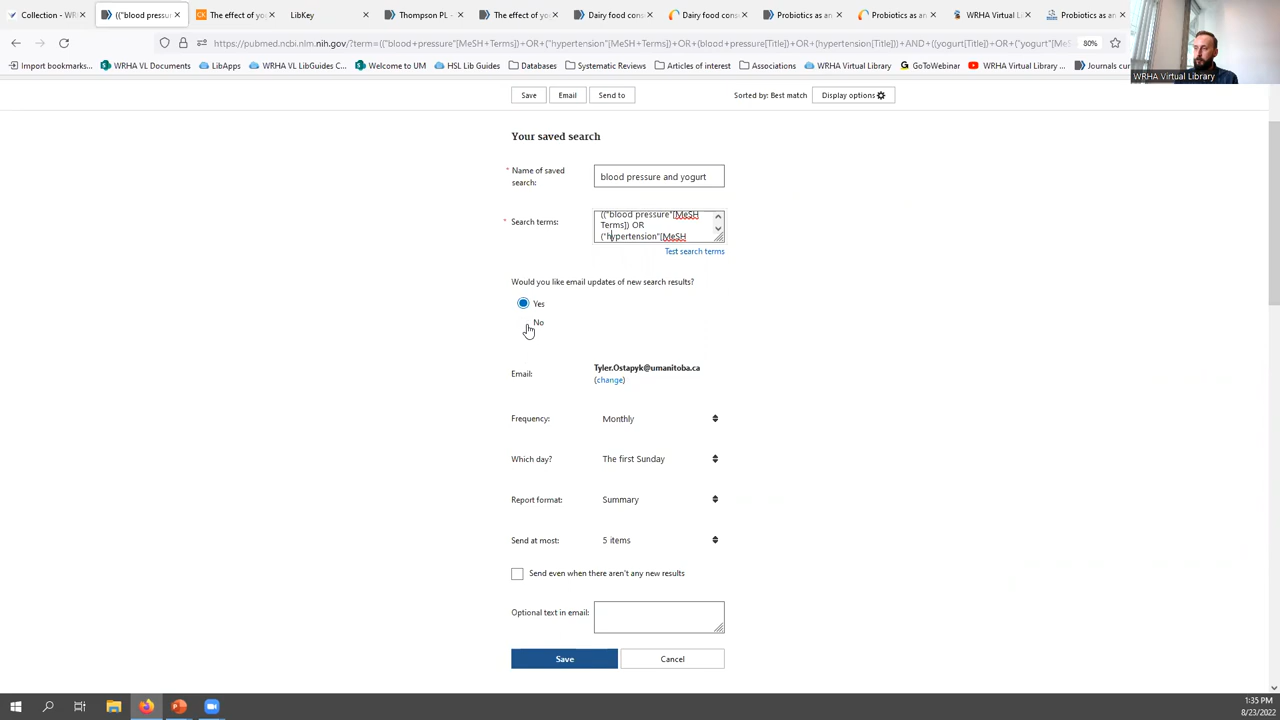 Collection - WR
(("blood pressu
The effect of yo
LibKey
Thompson PL -
The effect of yo
Dairy food cons
Dairy food cons
Probiotics as an
Probiotics as an
WRHA Virtual Li
Probiotics as an
https://pubmed.ncbi.nlm.nih.gov/?term=(("blood+pressure"[MeSH+Terms])+OR+("hypertension"[MeSH+Terms])+OR+(blood+pressure[Title])+OR+(hypertension[Title]))+AND+((yogurt[Title])+OR+("yogurt"[MeS
80%
Import bookmarks...
WRHA VL Documents
LibApps
WRHA VL LibGuides C...
Welcome to UM
HSL Lib Guides
Databases
Systematic Reviews
Articles of interest
Associations
WRHA Virtual Library
GoToWebinar
WRHA Virtual Library ...
Journals cur
WRHA Virtual Library
Save
Email
Send to
Sorted by: Best match
Display options
Your saved search
* Name of saved
search:
blood pressure and yogurt
* Search terms:
(("blood pressure"[MeSH
Terms]) OR
("hypertension"[MeSH
Test search terms
Would you like email updates of new search results?
Yes
No
Email:
Tyler.Ostapyk@umanitoba.ca
(change)
Frequency:
Monthly
Which day?
The first Sunday
Report format:
Summary
Send at most:
5 items
Send even when there aren't any new results
Optional text in email:
Save
Cancel
1:35 PM
8/23/2022